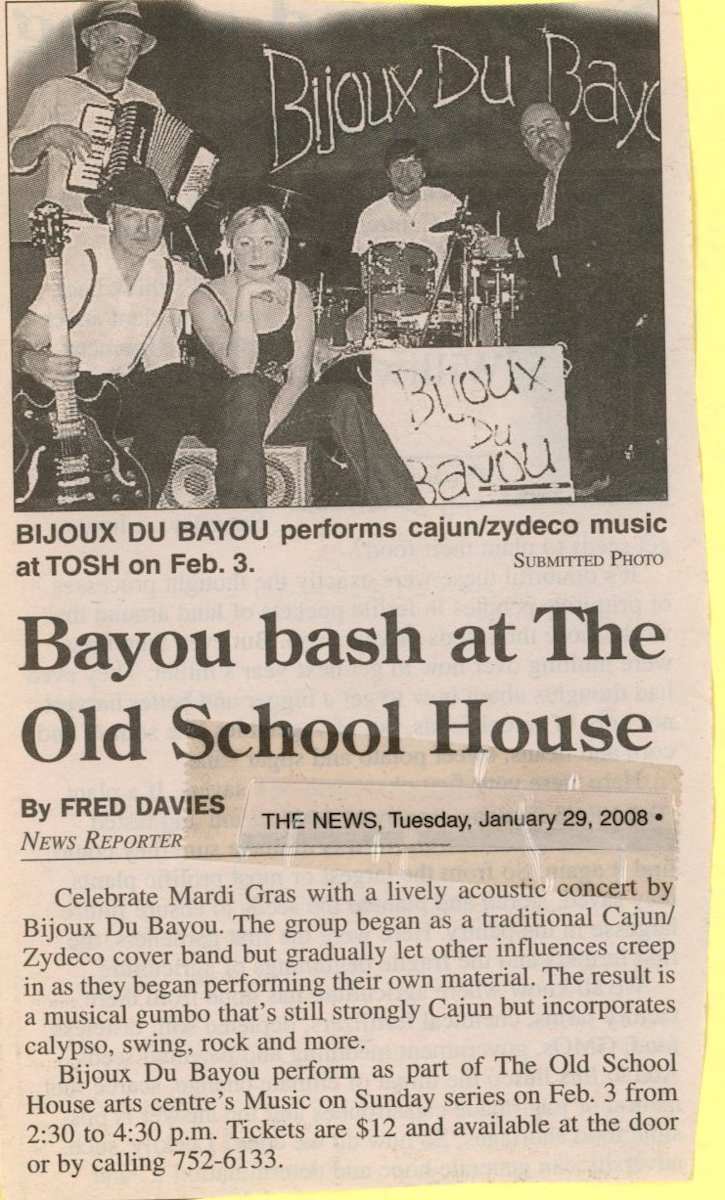 Bijoux Du Bayo
Bijoux
Du
Bayou
BIJOUX DU BAYOU performs cajun/zydeco music
at TOSH on Feb. 3.
SUBMITTED PHOTO
Bayou bash at The
Old School House
By FRED DAVIES
NEWS REPORTER
THE NEWS, Tuesday, January 29, 2008 •
Celebrate Mardi Gras with a lively acoustic concert by
Bijoux Du Bayou. The group began as a traditional Cajun/
Zydeco cover band but gradually let other influences creep
in as they began performing their own material. The result is
a musical gumbo that's still strongly Cajun but incorporates
calypso, swing, rock and more.
Bijoux Du Bayou perform as part of The Old School
House arts centre's Music on Sunday series on Feb. 3 from
2:30 to 4:30 p.m. Tickets are $12 and available at the door
or by calling 752-6133.